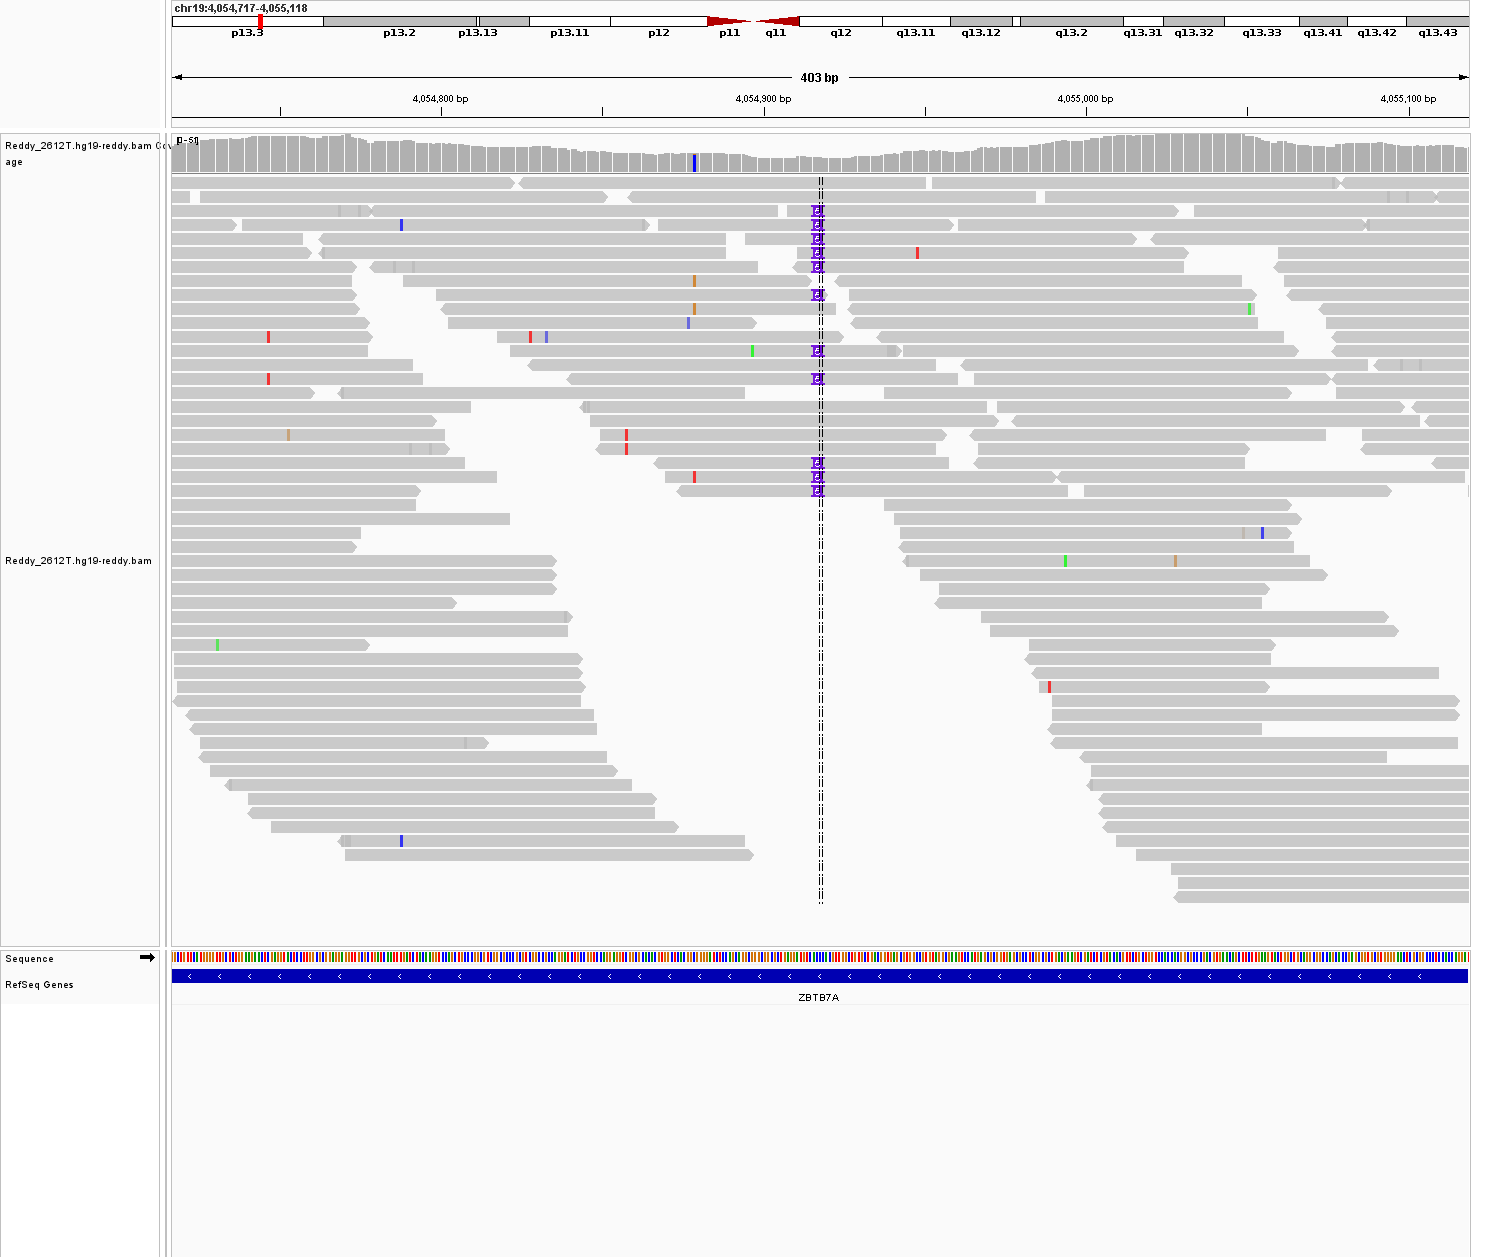 chr19:4,054,717-4,055,118
p13.3 p13.2 p13.13 p13.11 p12 p11 q11 q12 q13.11 q13.12 q13.2 q13.31 q13.32 q13.33 q13.41 q13.42 q13.43
403 bp
4,054,800 bp 4,054,900 bp 4,055,000 bp 4,055,100 bp
Reddy_2612T.hg19-reddy.bam Cov
age
[0-51]
Reddy_2612T.hg19-reddy.bam
Sequence
RefSeq Genes
ZBTB7A